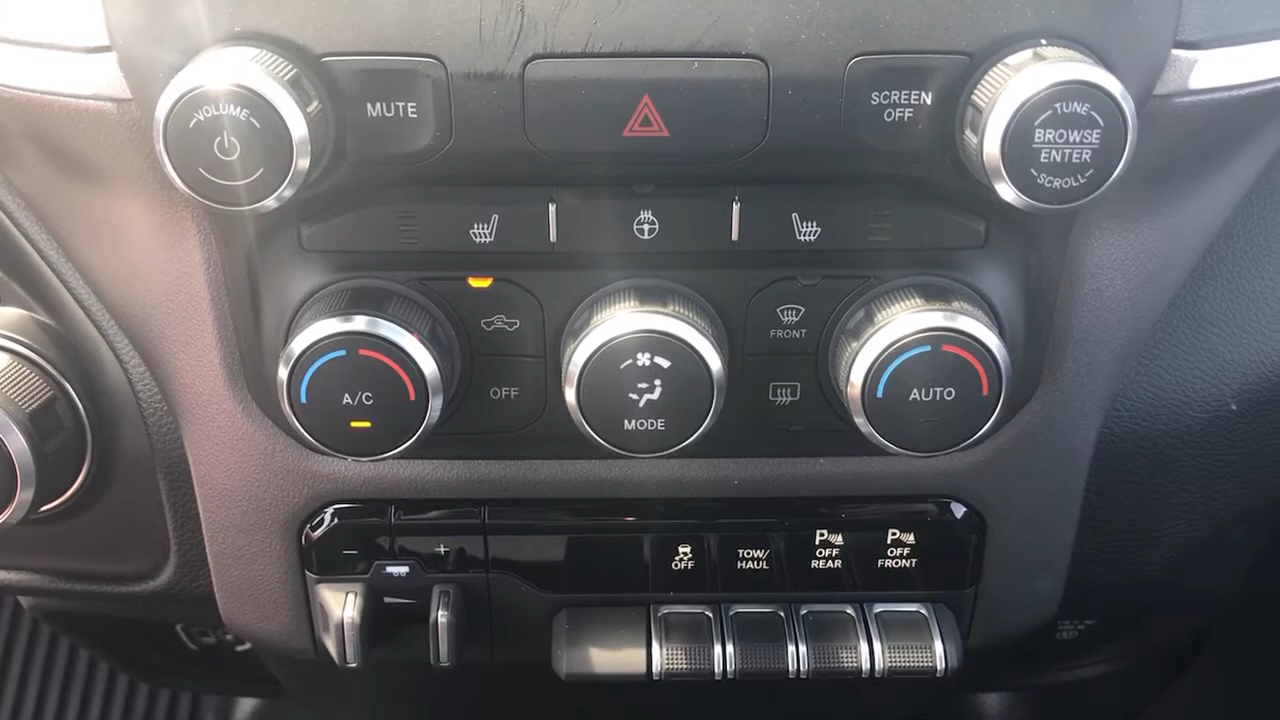 VOLUME
MUTE
SCREEN
OFF
TUNE
BROWSE
ENTER
SCROLL
FRONT
A/C
OFF
MODE
AUTO
- +
OFF
TOW/
HAUL
P
OFF
REAR
P
OFF
FRONT